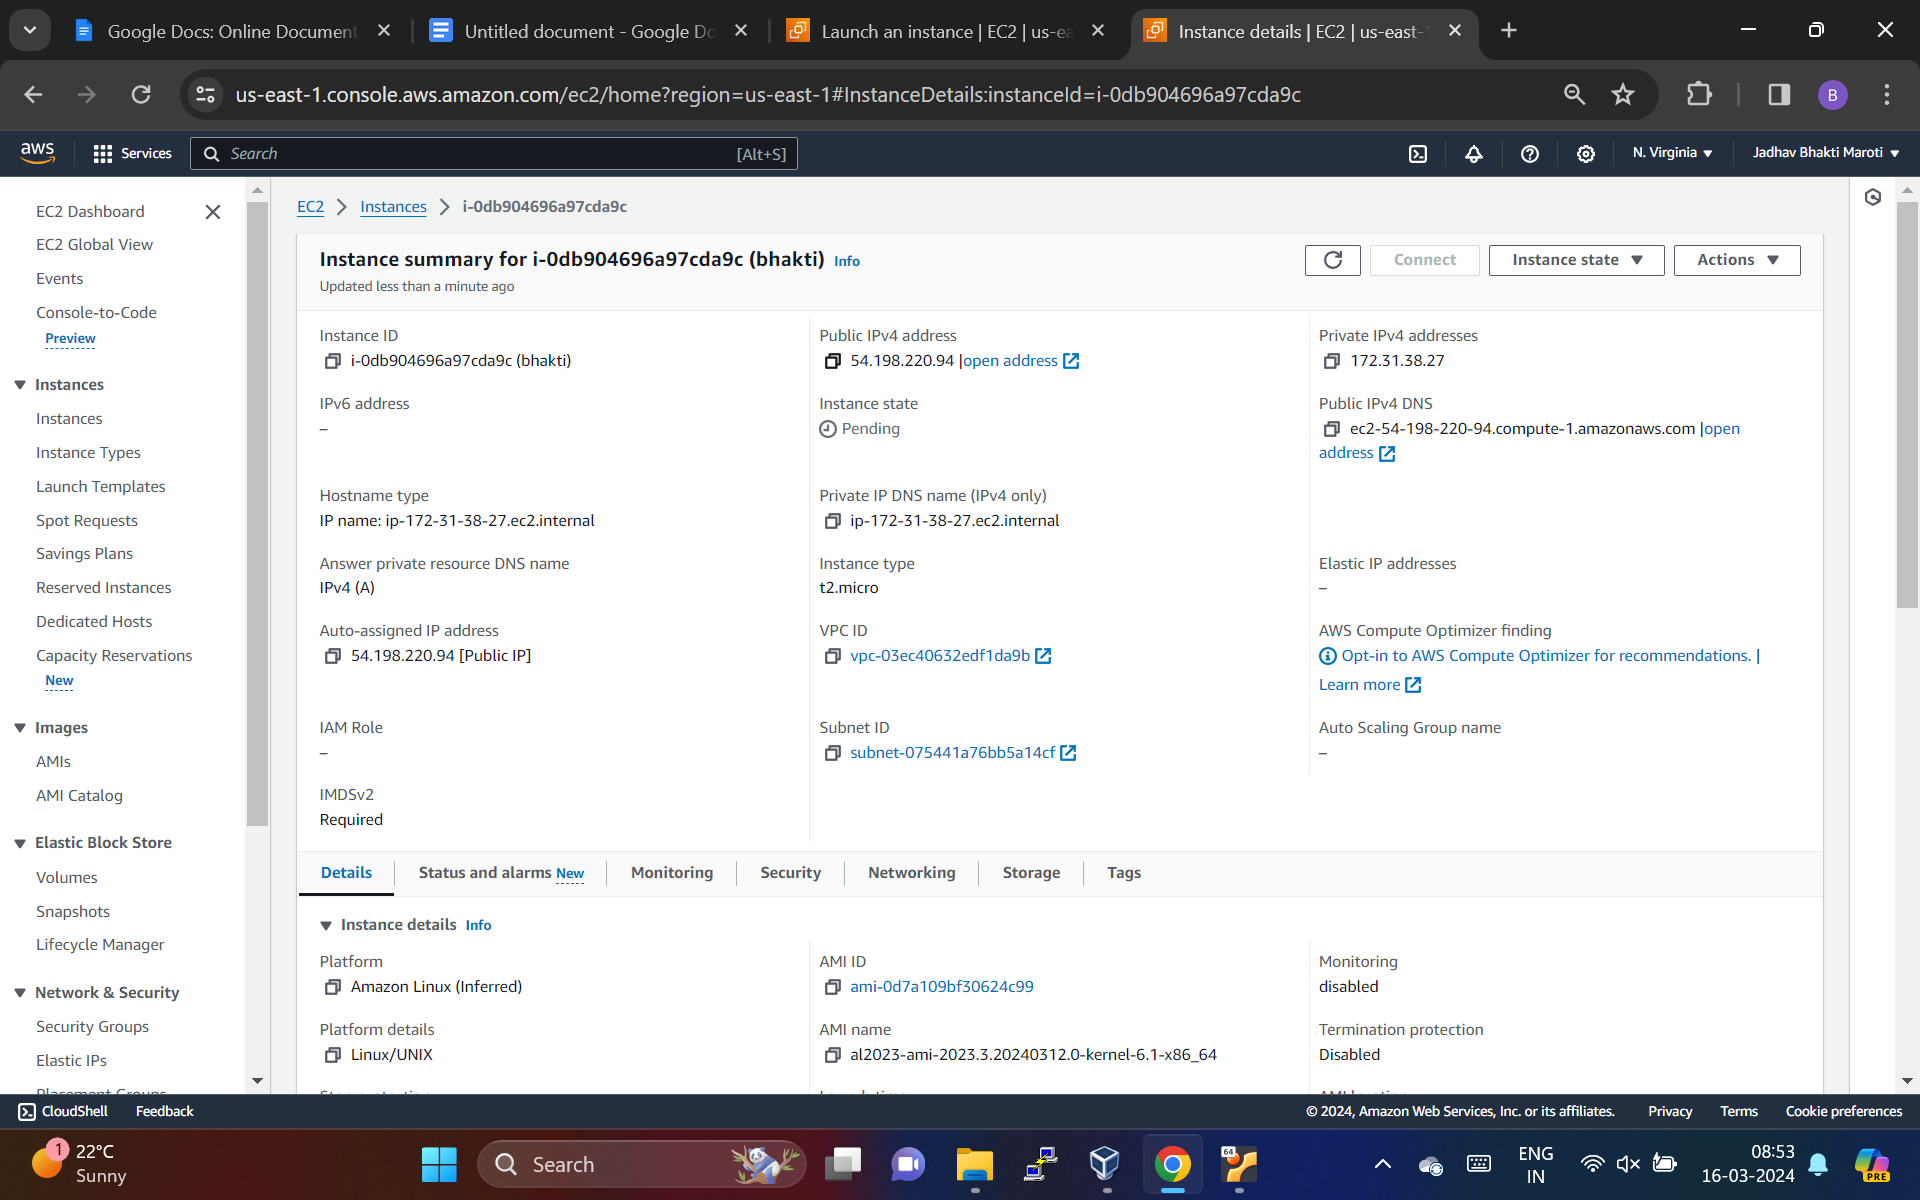 Google Docs: Online Document
Untitled document - Google Do
Launch an instance | EC2 | us-ea
Instance details | EC2 | us-east-1
us-east-1.console.aws.amazon.com/ec2/home?region=us-east-1#InstanceDetails:instanceId=i-0db904696a97cda9c
B
aws
Services
Search
[Alt+S]
N. Virginia
Jadhav Bhakti Maroti
EC2 Dashboard
EC2 Global View
Events
Console-to-Code
Preview
Instances
Instances
Instance Types
Launch Templates
Spot Requests
Savings Plans
Reserved Instances
Dedicated Hosts
Capacity Reservations
New
Images
AMIs
AMI Catalog
Elastic Block Store
Volumes
Snapshots
Lifecycle Manager
Network & Security
Security Groups
Elastic IPs
Placement Groups
EC2
Instances
i-0db904696a97cda9c
Instance summary for i-0db904696a97cda9c (bhakti) Info
Updated less than a minute ago
Connect
Instance state
Actions
Instance ID
i-0db904696a97cda9c (bhakti)
Public IPv4 address
54.198.220.94 |open address
Private IPv4 addresses
172.31.38.27
IPv6 address
–
Instance state
Pending
Public IPv4 DNS
ec2-54-198-220-94.compute-1.amazonaws.com |open
address
Hostname type
IP name: ip-172-31-38-27.ec2.internal
Private IP DNS name (IPv4 only)
ip-172-31-38-27.ec2.internal
Answer private resource DNS name
IPv4 (A)
Instance type
t2.micro
Elastic IP addresses
–
Auto-assigned IP address
54.198.220.94 [Public IP]
VPC ID
vpc-03ec40632edf1da9b
AWS Compute Optimizer finding
Opt-in to AWS Compute Optimizer for recommendations. |
Learn more
IAM Role
–
Subnet ID
subnet-075441a76bb5a14cf
Auto Scaling Group name
–
IMDSv2
Required
Details
Status and alarms New
Monitoring
Security
Networking
Storage
Tags
Instance details Info
Platform
Amazon Linux (Inferred)
AMI ID
ami-0d7a109bf30624c99
Monitoring
disabled
Platform details
Linux/UNIX
AMI name
al2023-ami-2023.3.20240312.0-kernel-6.1-x86_64
Termination protection
Disabled
CloudShell
Feedback
© 2024, Amazon Web Services, Inc. or its affiliates.
Privacy
Terms
Cookie preferences
1
22°C
Sunny
Search
64
ENG
IN
08:53
16-03-2024
PRE